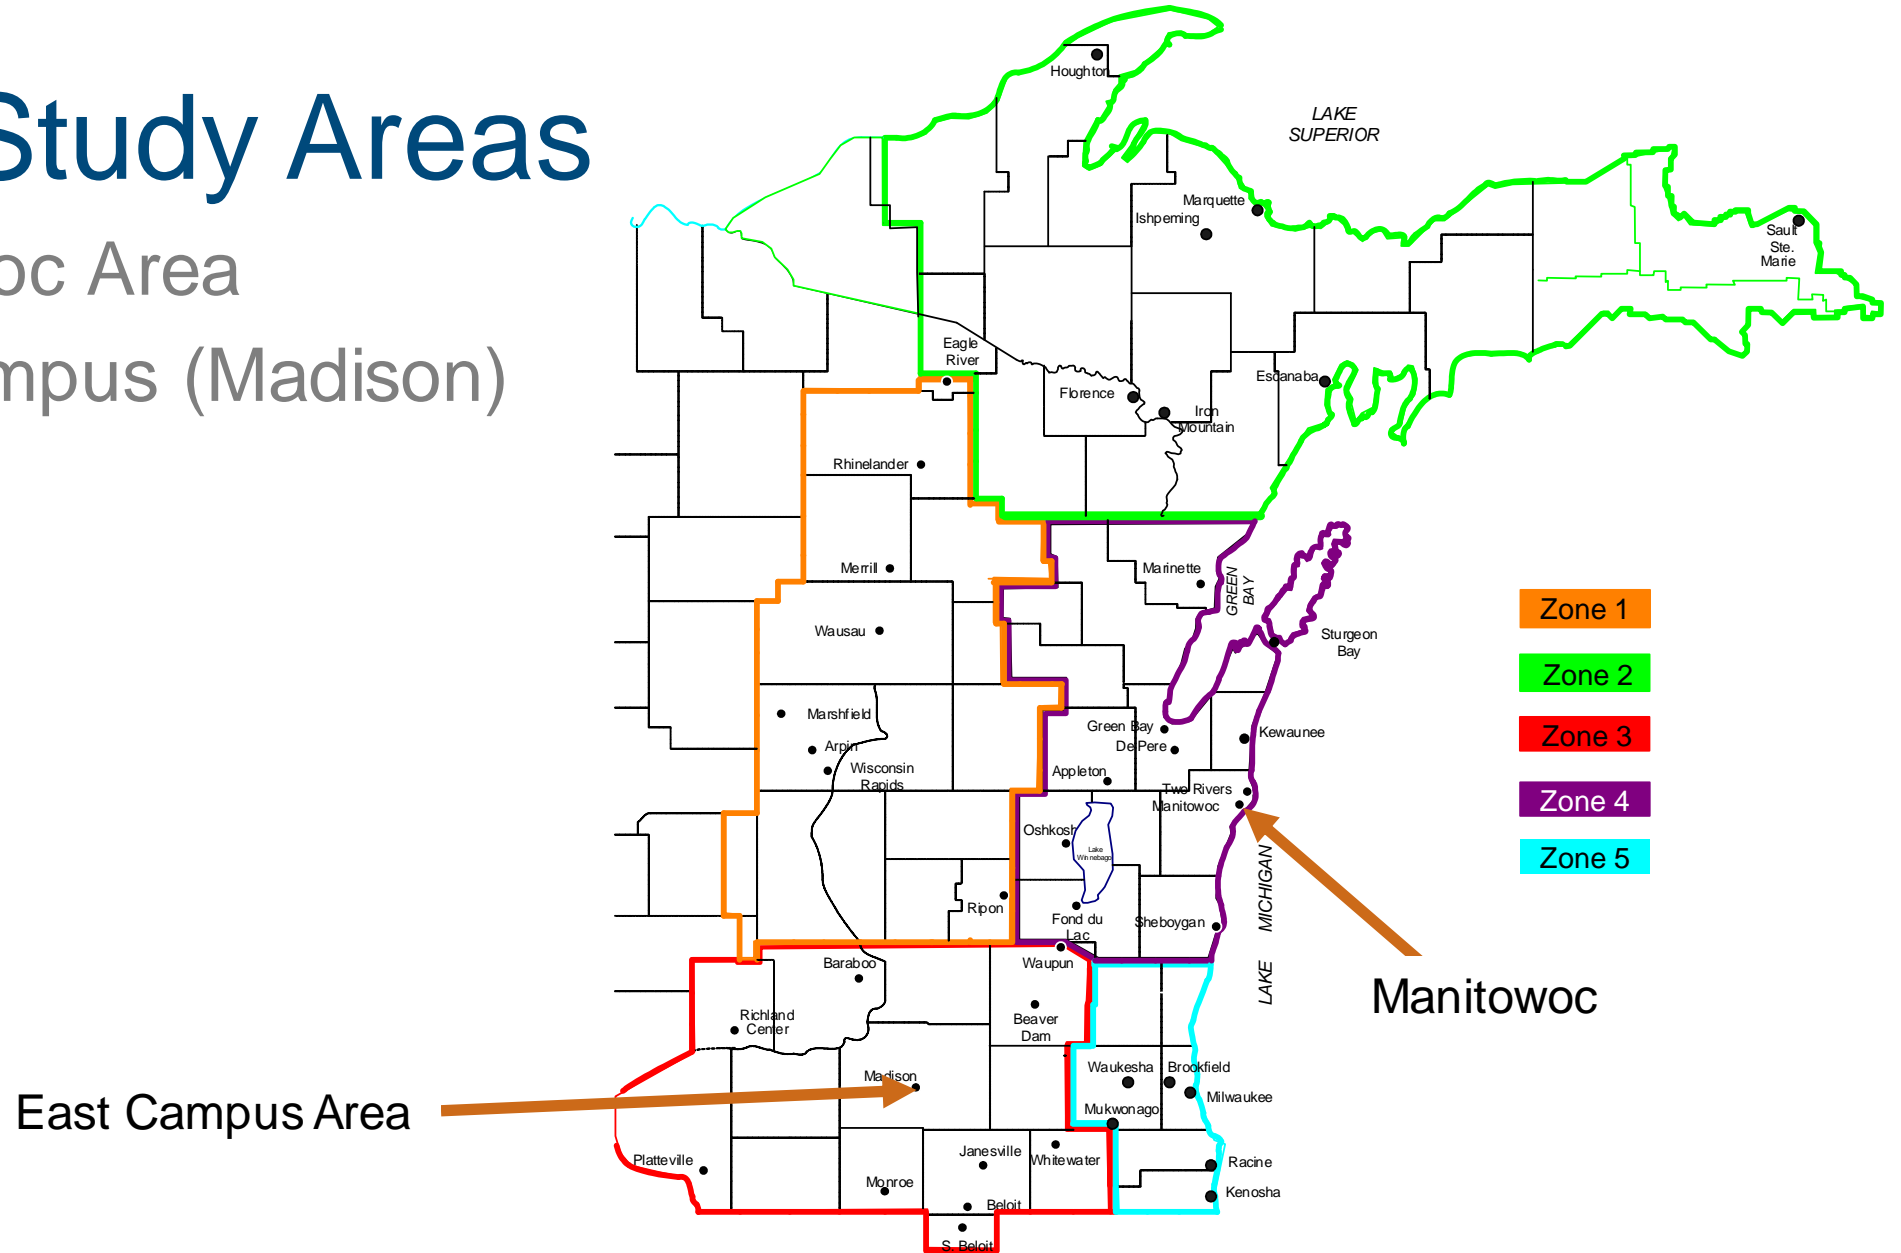 Study Areas
oc Area
mpus (Madison)
Houghton
LAKE
SUPERIOR
Marquette
Ishpeming
Sault
Ste.
Marie
Eagle
River
Escanaba
Florence
Iron
Mountain
Rhinelander
Merrill
Marinette
GREEN
BAY
Wausau
Sturgeon
Bay
Zone 1
Zone 2
Zone 3
Zone 4
Zone 5
Marshfield
Arpin
Wisconsin
Rapids
Green Bay
De Pere
Kewaunee
Appleton
Two Rivers
Manitowoc
Oshkosh
Lake
Winnebago
Ripon
Fond du
Lac
Sheboygan
LAKE MICHIGAN
Manitowoc
Baraboo
Waupun
Richland
Center
Beaver
Dam
Madison
Waukesha
Brookfield
Milwaukee
Mukwonago
East Campus Area
Platteville
Janesville
Whitewater
Racine
Monroe
Kenosha
Beloit
S. Beloit